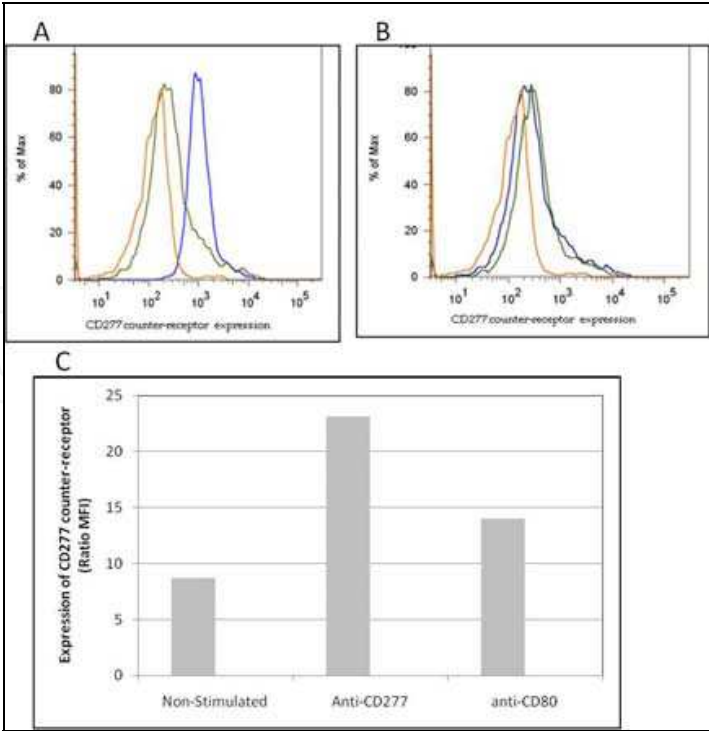 A
% of Max
80
60
40
20
0
10¹ 10² 10³ 10⁴ 10⁵
CD277 counter-receptor expression
B
% of Max
80
60
40
20
0
10¹ 10² 10³ 10⁴ 10⁵
CD277 counter-receptor expression
C
Expression of CD277 counter-receptor
(Ratio MFI)
25
20
15
10
5
0
Non-Stimulated Anti-CD277 anti-CD80